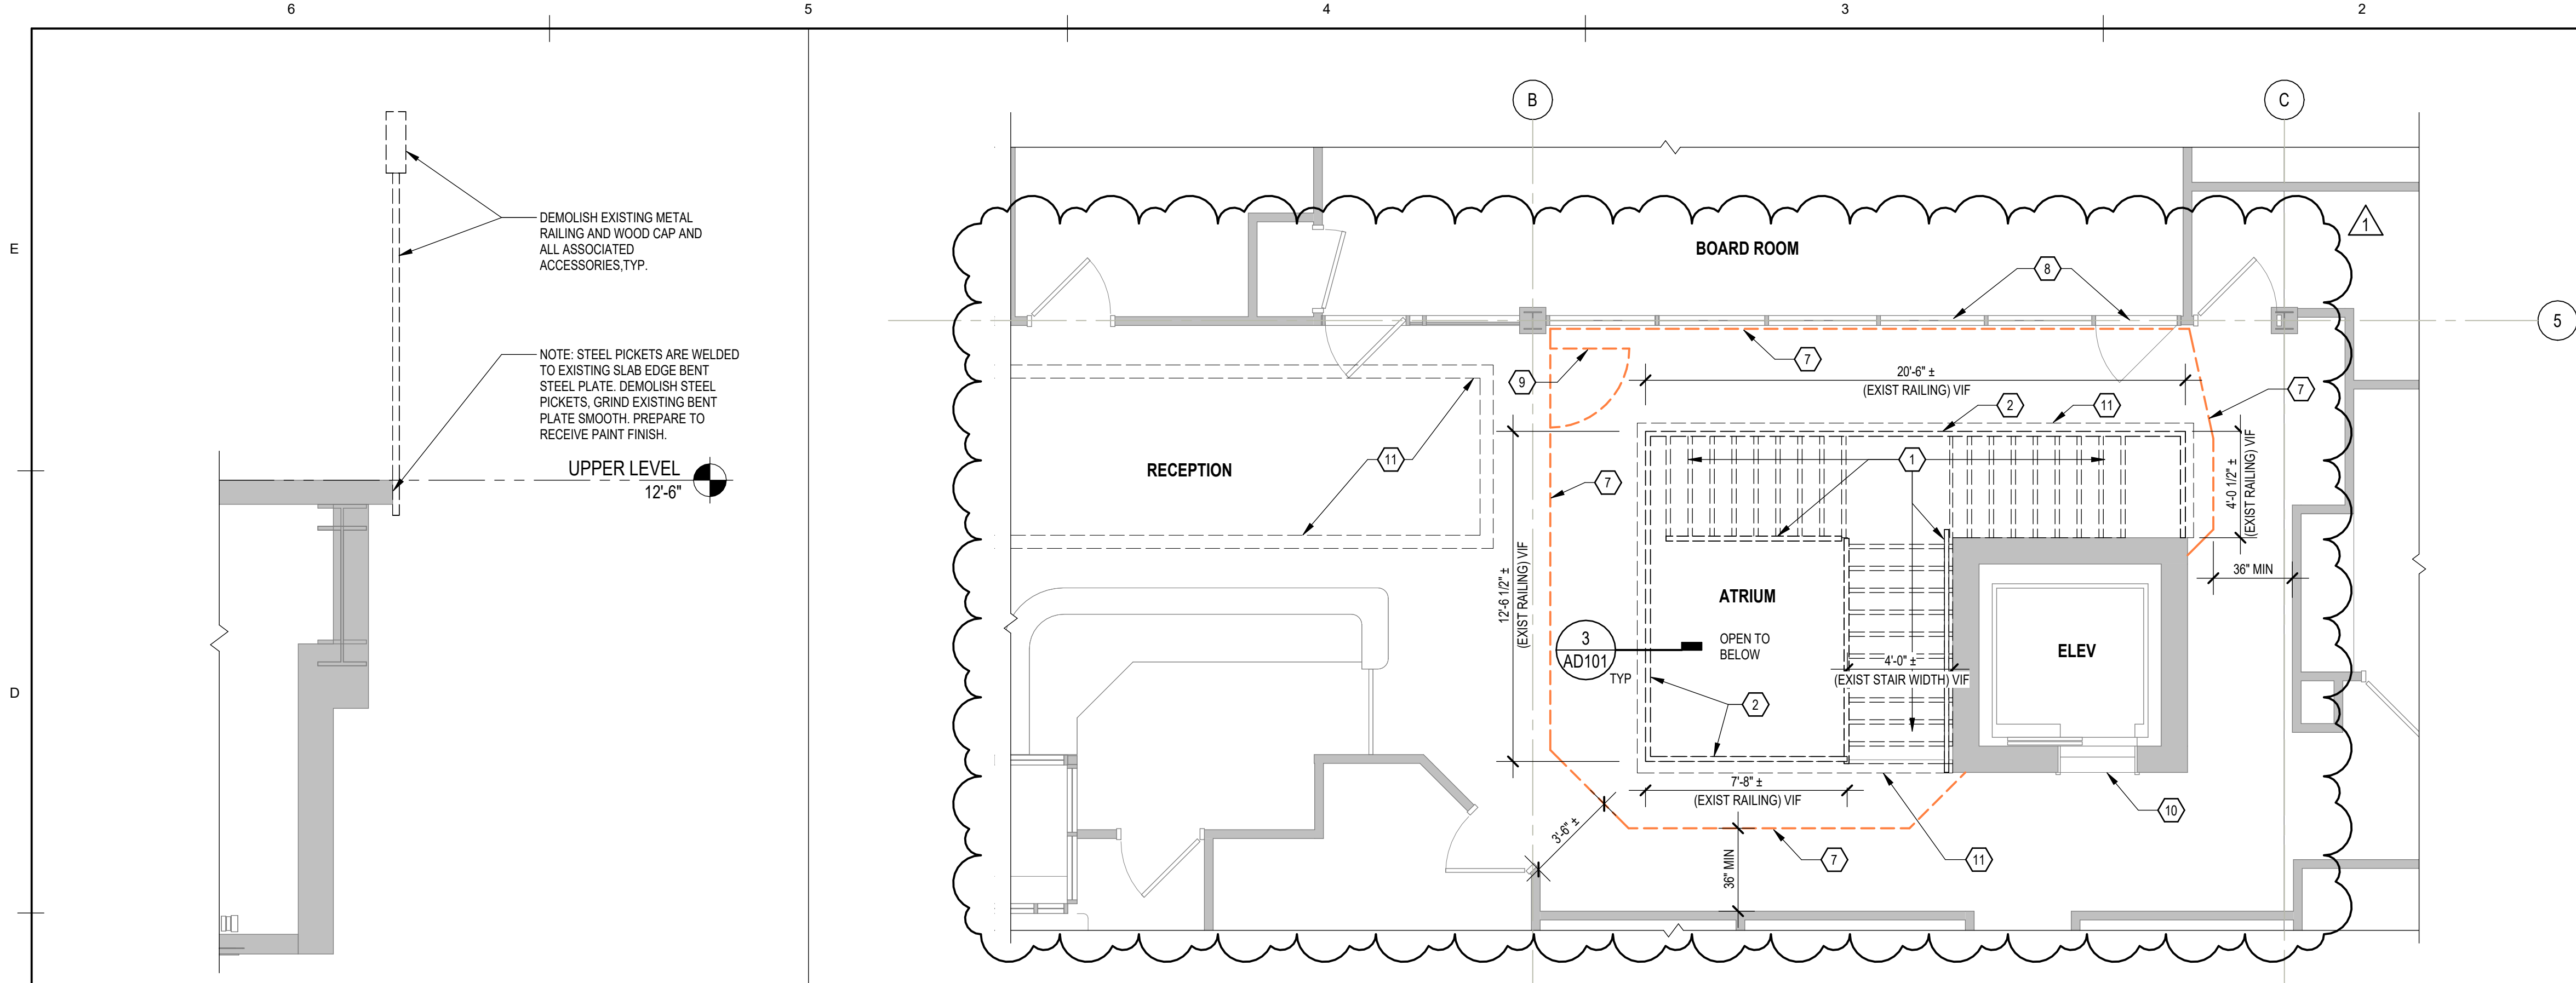 6
5
4
3
2
E
D
DEMOLISH EXISTING METAL
RAILING AND WOOD CAP AND
ALL ASSOCIATED
ACCESSORIES,TYP.
NOTE: STEEL PICKETS ARE WELDED
TO EXISTING SLAB EDGE BENT
STEEL PLATE. DEMOLISH STEEL
PICKETS, GRIND EXISTING BENT
PLATE SMOOTH. PREPARE TO
RECEIVE PAINT FINISH.
UPPER LEVEL
12'-6"
B
C
5
1
BOARD ROOM
8
7
9
20'-6" ±
(EXIST RAILING) VIF
7
2
11
RECEPTION
11
7
1
4'-0 1/2" ±
(EXIST RAILING) VIF
12'-6 1/2" ±
(EXIST RAILING) VIF
36" MIN
ATRIUM
3
AD101
TYP
OPEN TO
BELOW
ELEV
4'-0" ±
(EXIST STAIR WIDTH) VIF
2
7'-8" ±
(EXIST RAILING) VIF
10
3'-6" ±
36" MIN
7
11